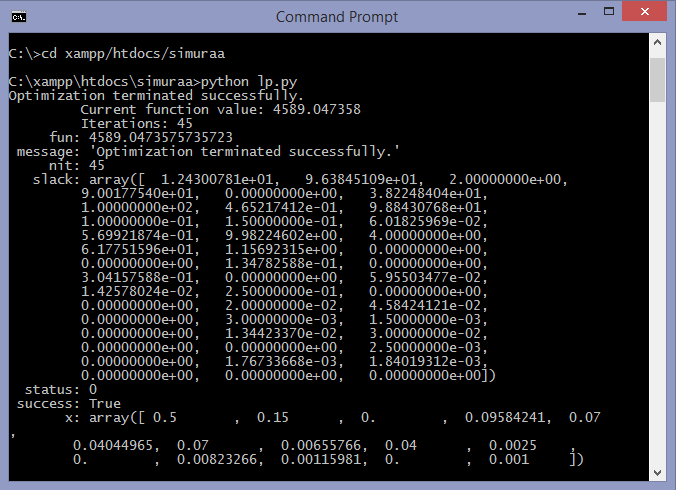 Command Prompt
C:\>cd xampp/htdocs/simuraa
C:\xampp\htdocs\simuraa>python lp.py
Optimization terminated successfully.
         Current function value: 4589.047358
         Iterations: 45
     fun: 4589.0473575735723
 message: 'Optimization terminated successfully.'
     nit: 45
   slack: array([  1.24300781e+01,   9.63845109e+01,   2.00000000e+00,
         9.00177540e+01,   0.00000000e+00,   3.82248404e+01,
         1.00000000e+02,   4.65217412e-01,   9.88430768e+01,
         1.00000000e-01,   1.50000000e-01,   6.01825969e-02,
         5.69921874e-01,   9.98224602e+00,   4.00000000e+00,
         6.17751596e+01,   1.15692315e+00,   0.00000000e+00,
         0.00000000e+00,   1.34782588e-01,   0.00000000e+00,
         3.04157588e-01,   0.00000000e+00,   5.95503477e-02,
         1.42578024e-02,   2.50000000e-01,   0.00000000e+00,
         0.00000000e+00,   2.00000000e-02,   4.58424121e-02,
         0.00000000e+00,   3.00000000e-03,   1.50000000e-03,
         0.00000000e+00,   1.34423370e-02,   3.00000000e-02,
         0.00000000e+00,   0.00000000e+00,   2.50000000e-03,
         0.00000000e+00,   1.76733668e-03,   1.84019312e-03,
         0.00000000e+00,   0.00000000e+00,   0.00000000e+00])
  status: 0
 success: True
       x: array([ 0.5       ,  0.15      ,  0.        ,  0.09584241,  0.07
,
        0.04044965,  0.07      ,  0.00655766,  0.04      ,  0.0025    ,
        0.        ,  0.00823266,  0.00115981,  0.        ,  0.001     ])